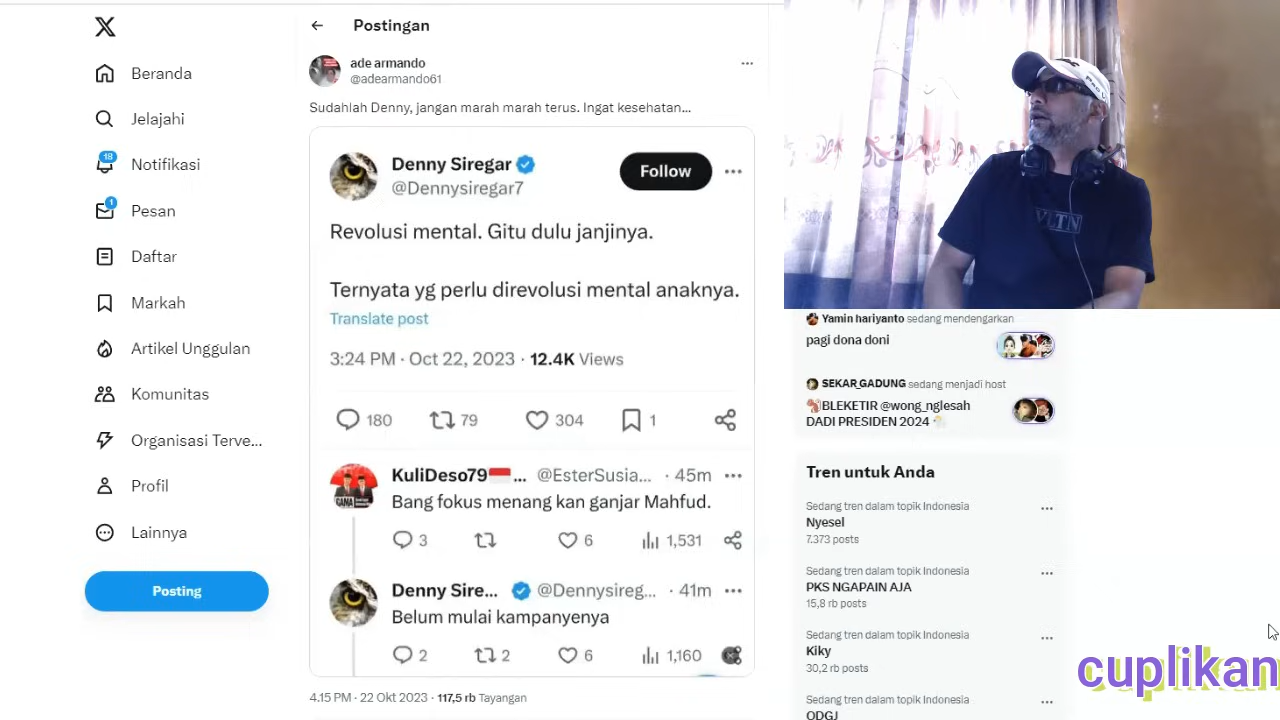 Postingan
Beranda
Jelajahi
18
Notifikasi
1
Pesan
Daftar
Markah
Artikel Unggulan
Komunitas
Organisasi Terve...
Profil
Lainnya
Posting
ade armando
@adearmando61
Sudahlah Denny, jangan marah marah terus. Ingat kesehatan...
Denny Siregar
@Dennysiregar7
Follow
Revolusi mental. Gitu dulu janjinya.
Ternyata yg perlu direvolusi mental anaknya.
Translate post
3:24 PM · Oct 22, 2023 · 12.4K Views
180 79 304 1
KuliDeso79 ... @EsterSusia... · 45m
Bang fokus menang kan ganjar Mahfud.
3 6 1,531
Denny Sire... @Dennysireg... · 41m
Belum mulai kampanyenya
2 2 6 1,160
4.15 PM · 22 Okt 2023 · 117,5 rb Tayangan
VLTN
Yamin hariyanto sedang mendengarkan
pagi dona doni
SEKAR_GADUNG sedang menjadi host
BLEKETIR @wong_nglesah
DADI PRESIDEN 2024
Tren untuk Anda
Sedang tren dalam topik Indonesia
Nyesel
7.373 posts
Sedang tren dalam topik Indonesia
PKS NGAPAIN AJA
15,8 rb posts
Sedang tren dalam topik Indonesia
Kiky
30,2 rb posts
Sedang tren dalam topik Indonesia
ODGJ
cuplikan